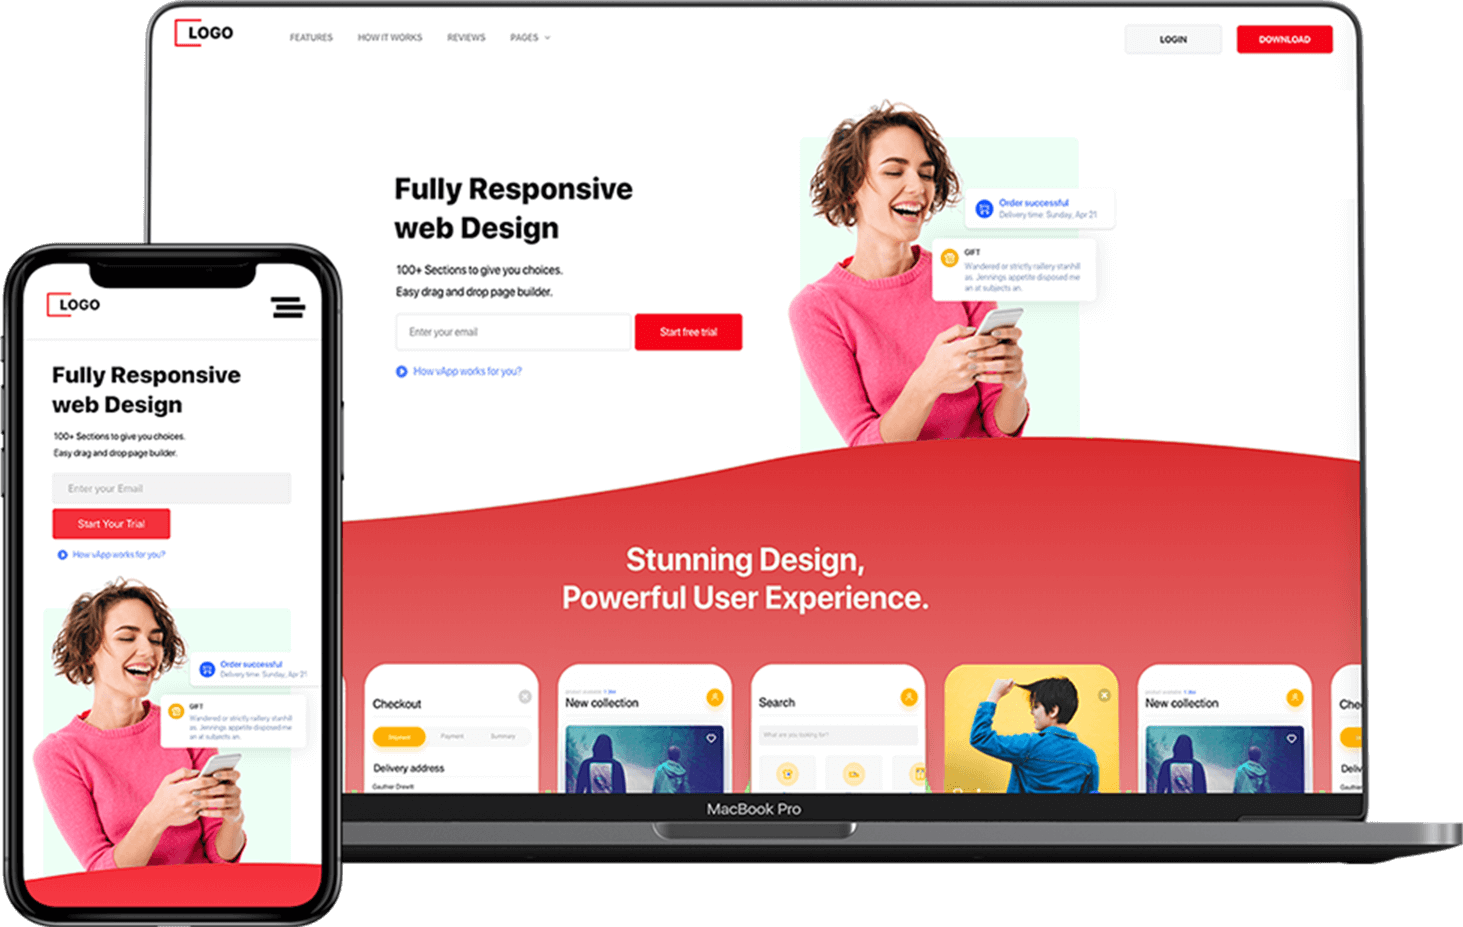 LOGO
FEATURES HOW IT WORKS REVIEWS PAGES
LOGIN DOWNLOAD
Fully Responsive
web Design
100+ Sections to give you choices.
Easy drag and drop page builder.
Enter your email Start free trial
How vApp works for you?
Order successful
Delivery time: Sunday, Apr 21
GIFT
Wandered or strictly raillery stanhill
as. Jennings appetite disposed me
an at subjects an.
Stunning Design,
Powerful User Experience.
Checkout
Payment Summary
Delivery address
Gauther Drewitt
New collection
Search
What are you looking for?
New collection
Che
Deliv
Gauther
MacBook Pro
LOGO
Fully Responsive
web Design
100+ Sections to give you choices.
Easy drag and drop page builder.
Enter your Email
Start Your Trial
How vApp works for you?
Order successful
Delivery time: Sunday, Apr 21
GIFT
Wandered or strictly raillery stanhill
as. Jennings appetite disposed me
an at subjects an.